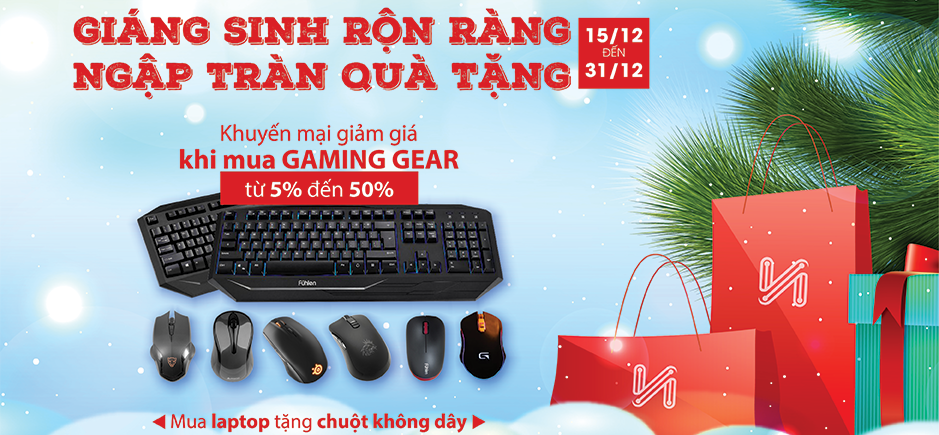 GIÁNG SINH RỘN RÀNG
NGẬP TRÀN QUÀ TẶNG
15/12
ĐẾN
31/12
Khuyến mại giảm giá
khi mua GAMING GEAR
từ 5% đến 50%
Fuhlen
Mua laptop tặng chuột không dây